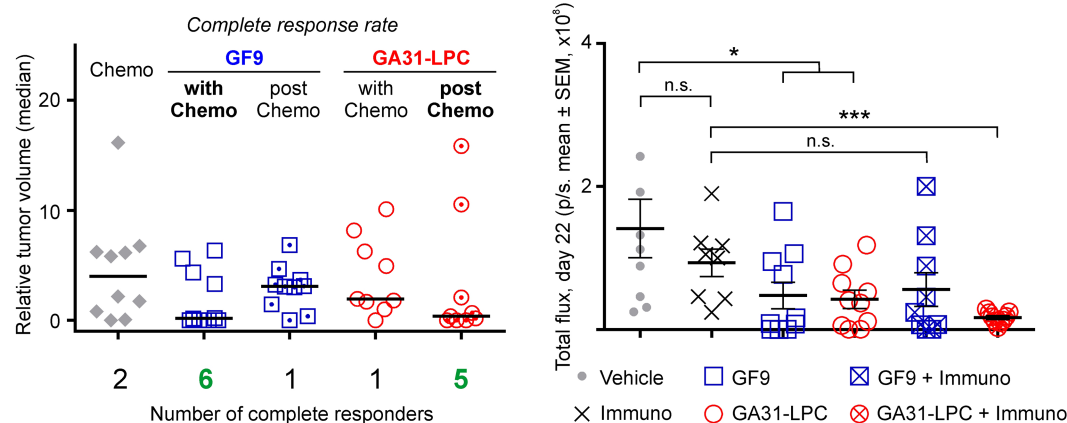 Complete response rate
Chemo
GF9
GA31-LPC
with
Chemo
post
Chemo
with
Chemo
post
Chemo
Relative tumor volume (median)
20
10
0
2
6
1
1
5
Number of complete responders
Total flux, day 22 (p/s. mean ± SEM, x10⁸)
4
2
*
n.s.
***
n.s.
Vehicle
GF9
GF9 + Immuno
Immuno
GA31-LPC
GA31-LPC + Immuno